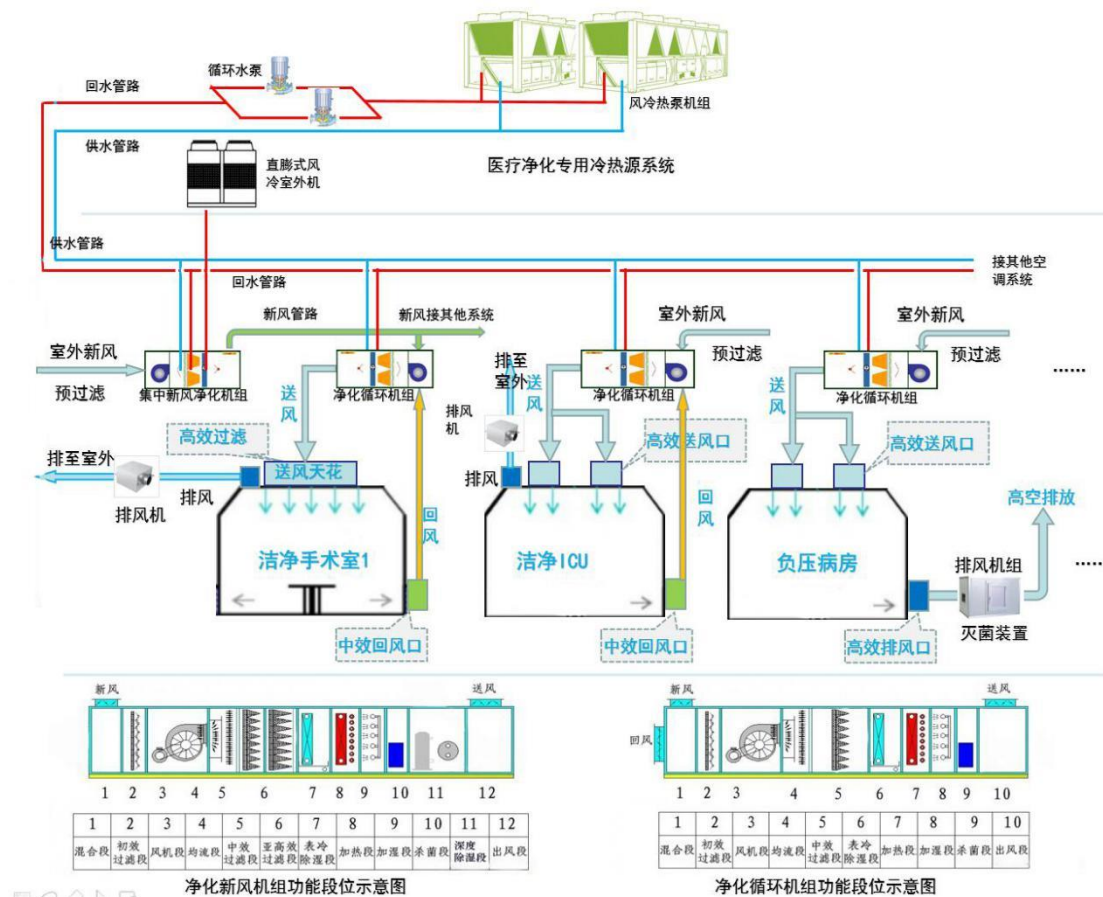 循环水泵
回水管路
风冷热泵机组
供水管路
直膨式风
冷室外机
医疗净化专用冷热源系统
供水管路
回水管路
接其他空
调系统
新风管路
新风接其他系统
室外新风
预过滤
集中新风净化机组
净化循环机组
送风
高效过滤
送风天花
排至室外
排风机
排风
洁净手术室1
回风
中效回风口
排至
室外
排风
机
排风
室外新风
预过滤
净化循环机组
送风
高效送风口
洁净ICU
回风
中效回风口
室外新风
预过滤
净化循环机组
送风
高效送风口
负压病房
高效排风口
排风机组
灭菌装置
高空排放
......
......
新风
送风
1 2 3 4 5 6 7 8 9 10 11 12
1 2 3 4 5 6 7 8 9 10 11 12
混合段 初效过滤段 风机段 均流段 中效过滤段 亚高效过滤段 表冷除湿段 加热段 加湿段 杀菌段 深度除湿段 出风段
净化新风机组功能段位示意图
新风
回风
送风
1 2 3 4 5 6 7 8 9 10
1 2 3 4 5 6 7 8 9 10
混合段 初效过滤段 风机段 均流段 中效过滤段 表冷除湿段 加热段 加湿段 杀菌段 出风段
净化循环机组功能段位示意图